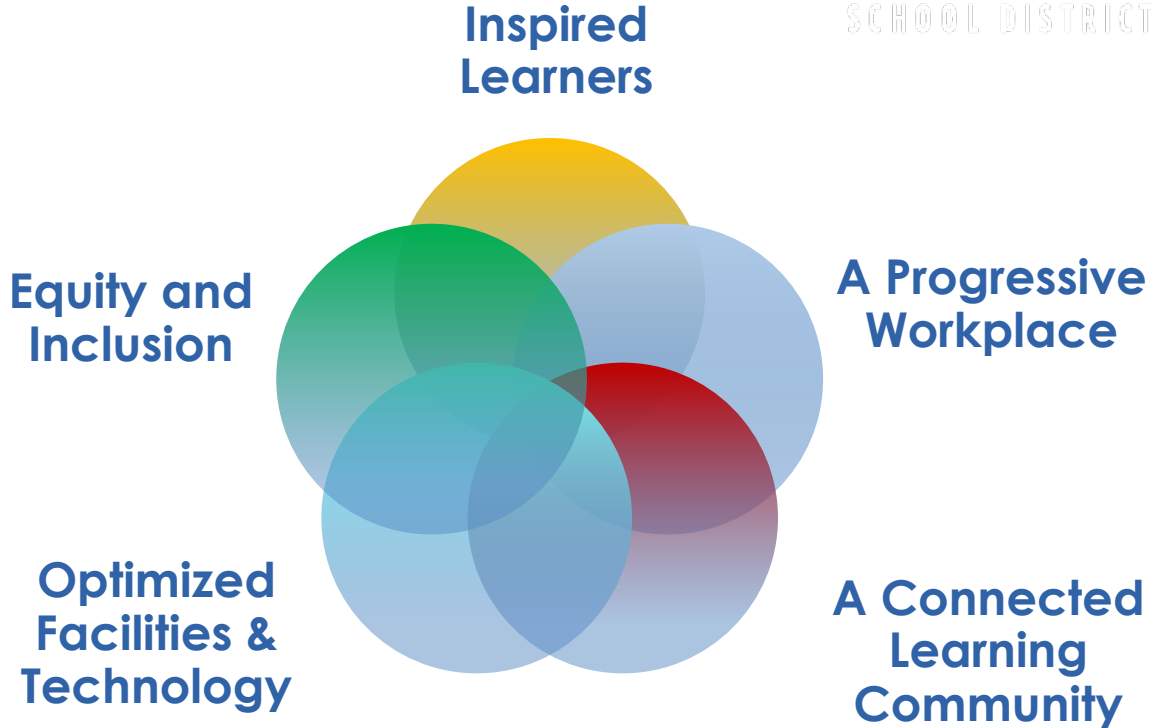 SCHOOL DISTRICT
Inspired
Learners
Equity and
Inclusion
A Progressive
Workplace
Optimized
Facilities &
Technology
A Connected
Learning
Community